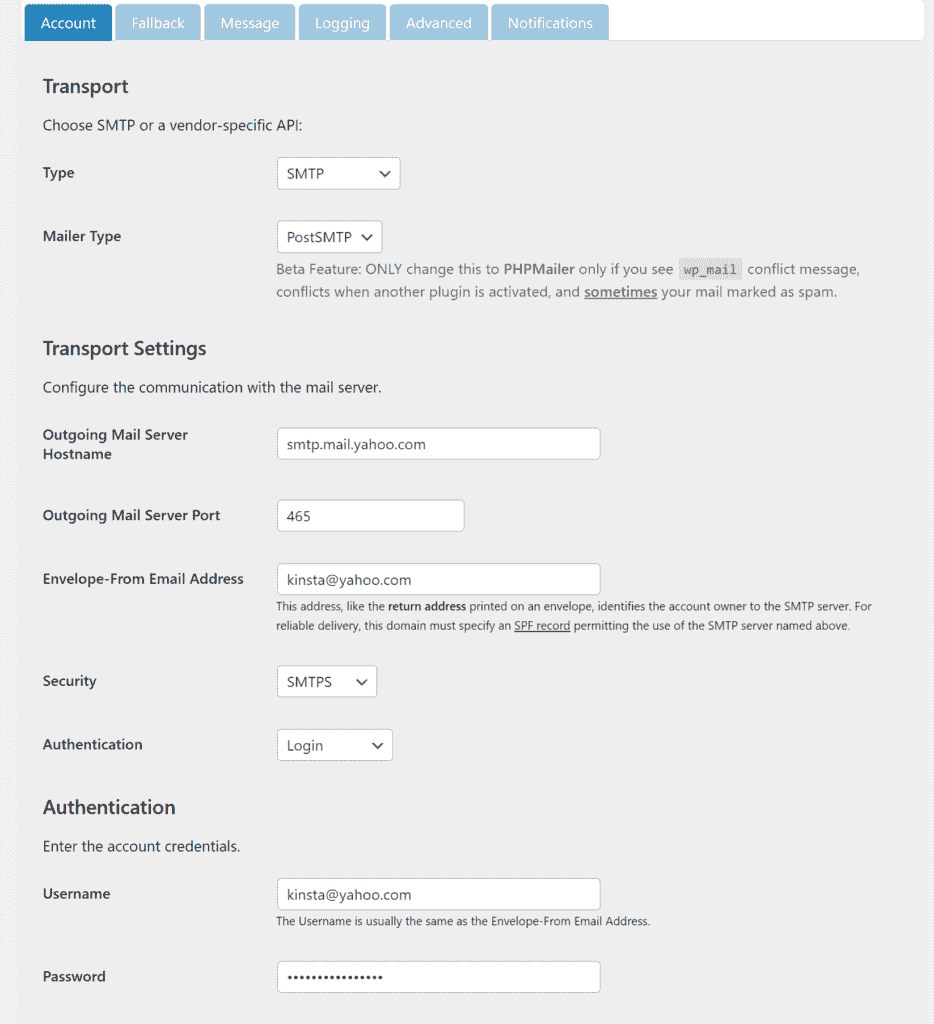 Account Fallback Message Logging Advanced Notifications
Transport
Choose SMTP or a vendor-specific API:
Type SMTP
Mailer Type PostSMTP
Beta Feature: ONLY change this to PHPMailer only if you see wp_mail conflict message,
conflicts when another plugin is activated, and sometimes your mail marked as spam.
Transport Settings
Configure the communication with the mail server.
Outgoing Mail Server
Hostname
smtp.mail.yahoo.com
Outgoing Mail Server Port 465
Envelope-From Email Address kinsta@yahoo.com
This address, like the return address printed on an envelope, identifies the account owner to the SMTP server. For
reliable delivery, this domain must specify an SPF record permitting the use of the SMTP server named above.
Security SMTPS
Authentication Login
Authentication
Enter the account credentials.
Username kinsta@yahoo.com
The Username is usually the same as the Envelope-From Email Address.
Password ••••••••••••••••